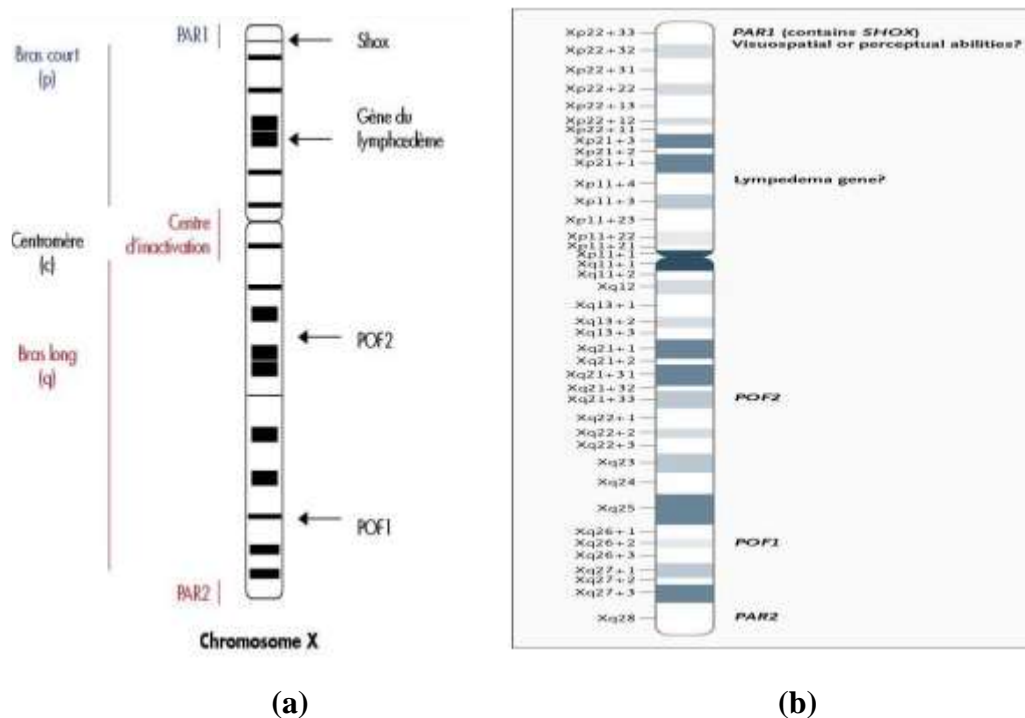 PAR1
Shox
Bras court
(p)
Gène du
lymphœdème
Centre
d'inactivation
Centromère
(c)
POF2
Bras long
(q)
POF1
PAR2
Chromosome X
(a)
Xp22+33
PAR1 (contains SHOX)
Visuospatial or perceptual abilities?
Xp22+32
Xp22+31
Xp22+22
Xp22+13
Xp22+12
Xp22+11
Xp21+3
Xp21+2
Xp21+1
Xp11+4
Lympedema gene?
Xp11+3
Xp11+23
Xp11+22
Xp11+21
Xp11+1
Xq11+1
Xq11+2
Xq12
Xq13+1
Xq13+2
Xq13+3
Xq21+1
Xq21+2
Xq21+31
Xq21+32
Xq21+33
POF2
Xq22+1
Xq22+2
Xq22+3
Xq23
Xq24
Xq25
Xq26+1
Xq26+2
POF1
Xq26+3
Xq27+1
Xq27+2
Xq27+3
Xq28
PAR2
(b)